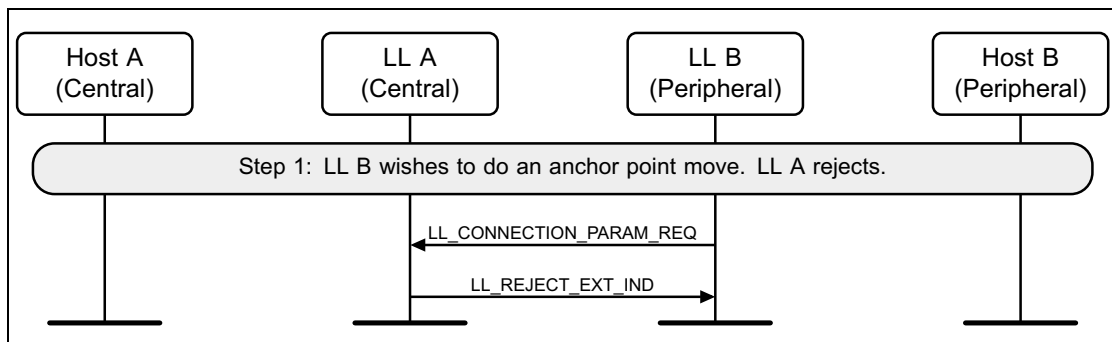 Host A
(Central)
LL A
(Central)
LL B
(Peripheral)
Host B
(Peripheral)
Step 1: LL B wishes to do an anchor point move. LL A rejects.
LL_CONNECTION_PARAM_REQ
LL_REJECT_EXT_IND